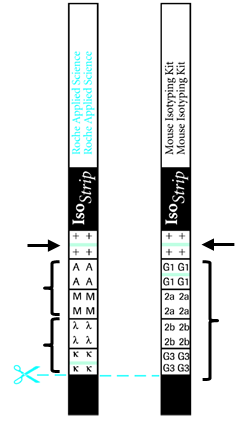 Roche Applied Science
Roche Applied Science
IsoStrip
+ +
+ +
A A
A A
M M
M M
λ λ
λ λ
κ κ
κ κ
Mouse Isotyping Kit
Mouse Isotyping Kit
IsoStrip
+ +
+ +
G1 G1
G1 G1
2a 2a
2a 2a
2b 2b
2b 2b
G3 G3
G3 G3